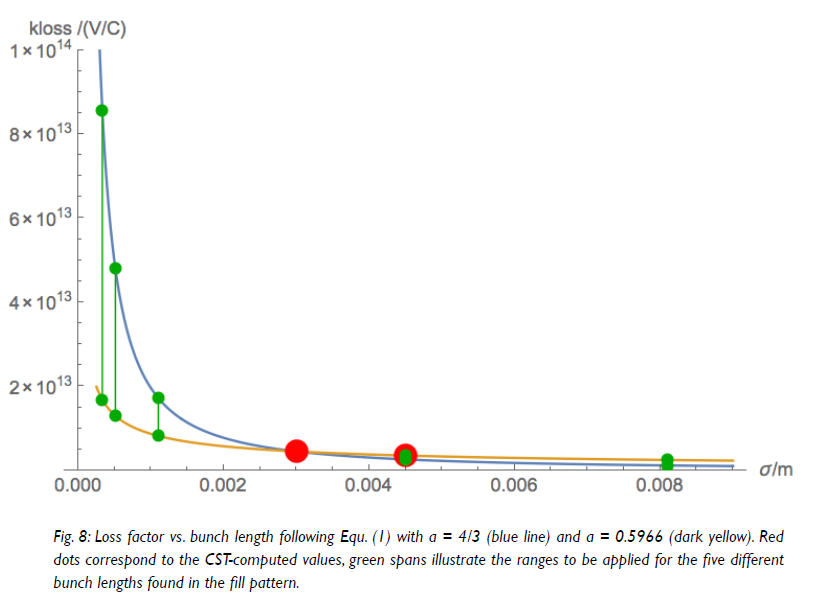 kloss /(V/C)
1×10^14
8×10^13
6×10^13
4×10^13
2×10^13
0.000 0.002 0.004 0.006 0.008 σ/m
Fig. 8: Loss factor vs. bunch length following Equ. (1) with a = 4/3 (blue line) and a = 0.5966 (dark yellow). Red
dots correspond to the CST-computed values, green spans illustrate the ranges to be applied for the five different
bunch lengths found in the fill pattern.